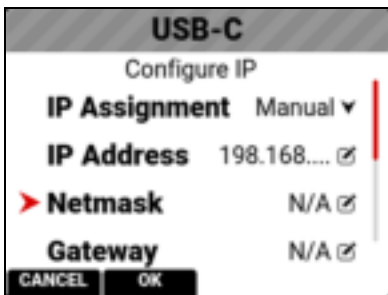 USB-C
Configure IP
IP Assignment Manual
IP Address 198.168....
Netmask N/A
Gateway N/A
CANCEL OK